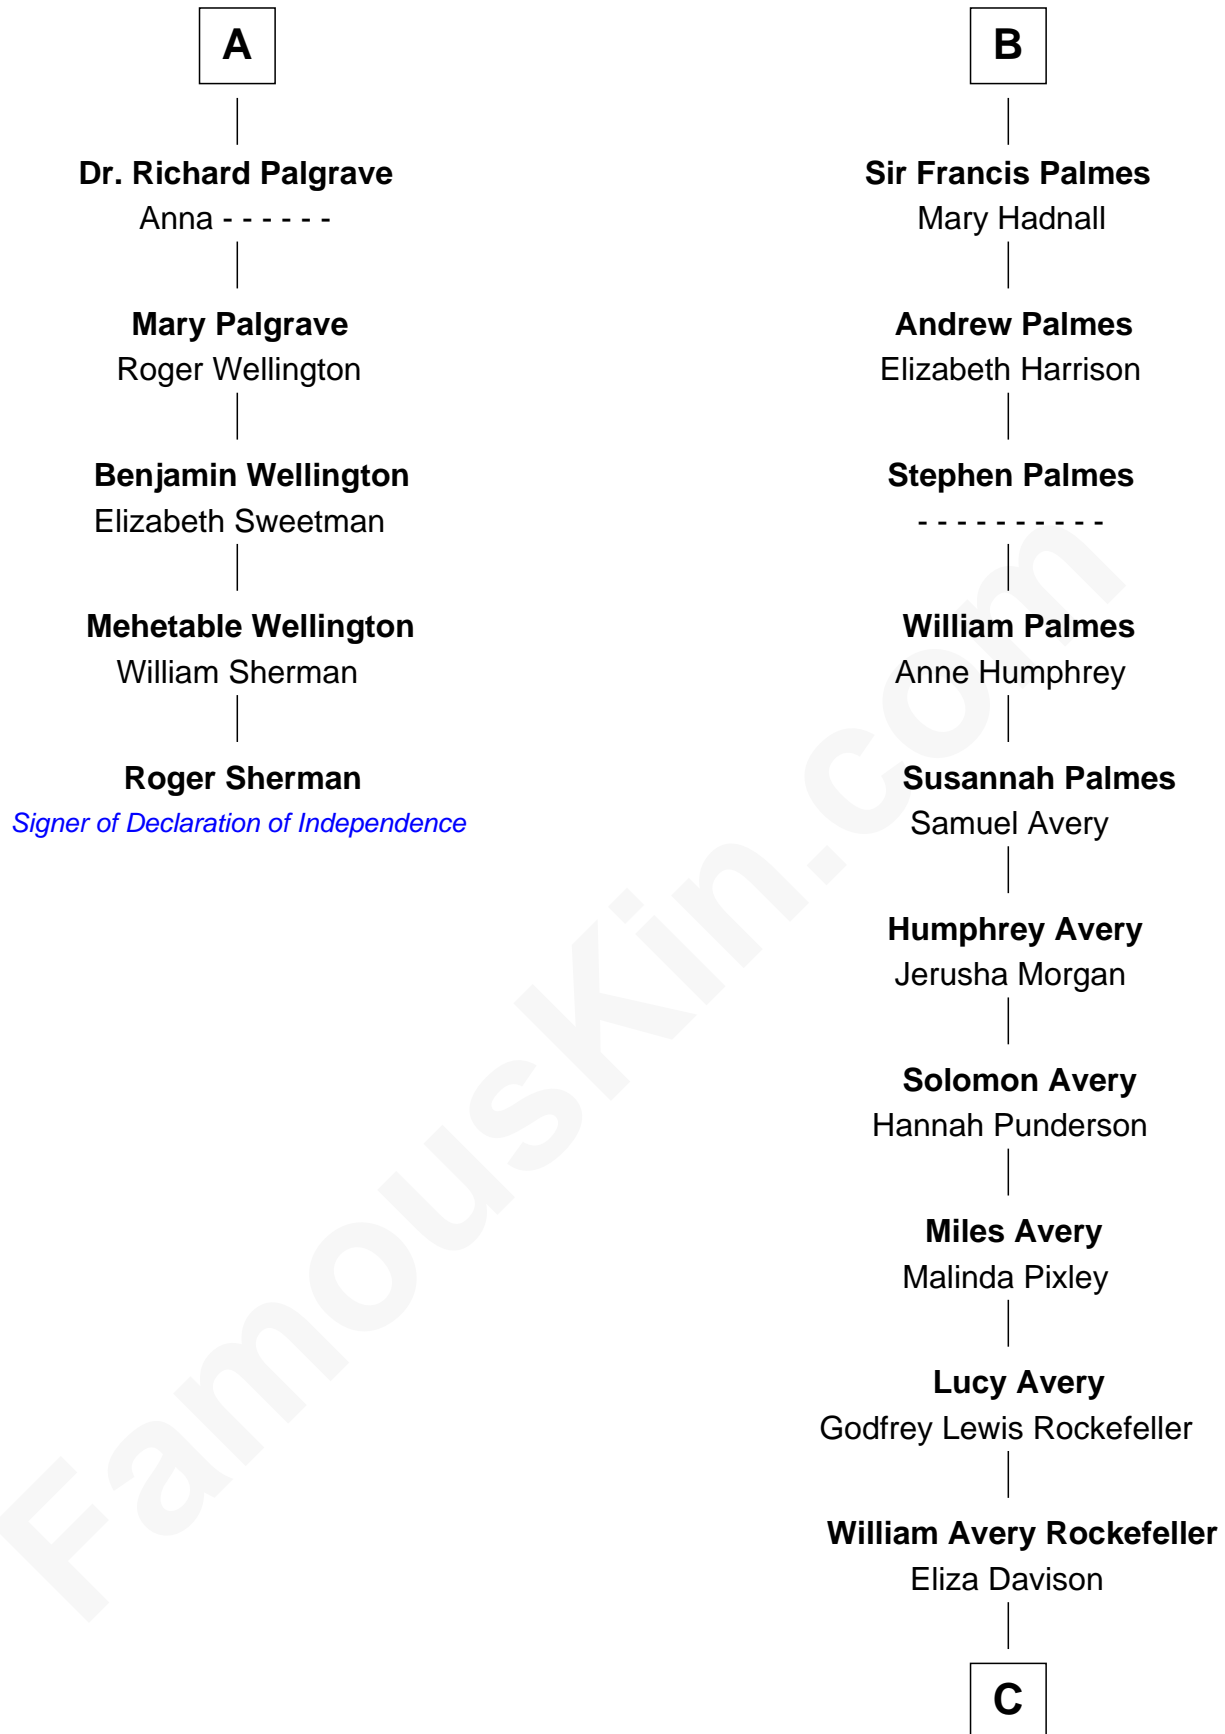 A
Dr. Richard Palgrave
Anna - - - - - -
Mary Palgrave
Roger Wellington
Benjamin Wellington
Elizabeth Sweetman
Mehetable Wellington
William Sherman
Roger Sherman
Signer of Declaration of Independence
B
Sir Francis Palmes
Mary Hadnall
Andrew Palmes
Elizabeth Harrison
Stephen Palmes
- - - - - - - - - -
William Palmes
Anne Humphrey
Susannah Palmes
Samuel Avery
Humphrey Avery
Jerusha Morgan
Solomon Avery
Hannah Punderson
Miles Avery
Malinda Pixley
Lucy Avery
Godfrey Lewis Rockefeller
William Avery Rockefeller
Eliza Davison
C
FamousKin.com